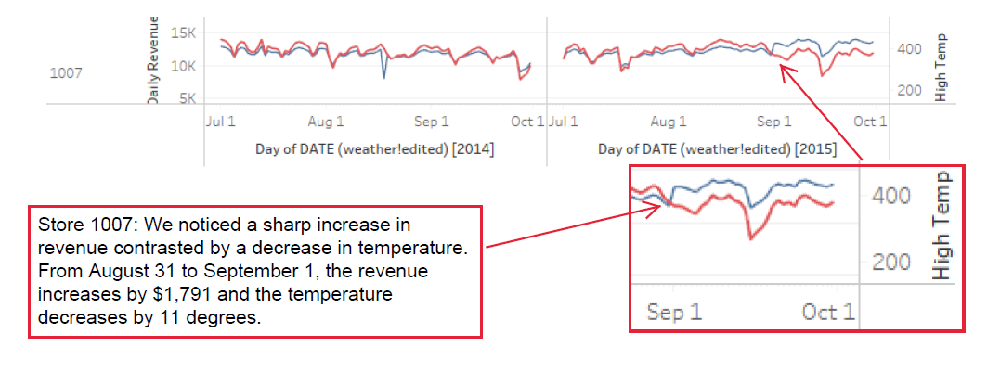 1007
Daily Revenue
15K
10K
5K
400
200
High Temp
Jul 1 Aug 1 Sep 1 Oct 1 Jul 1 Aug 1 Sep 1 Oct 1
Day of DATE (weather!edited) [2014] Day of DATE (weather!edited) [2015]
Store 1007: We noticed a sharp increase in
revenue contrasted by a decrease in temperature.
From August 31 to September 1, the revenue
increases by $1,791 and the temperature
decreases by 11 degrees.
400
200
High Temp
Sep 1 Oct 1